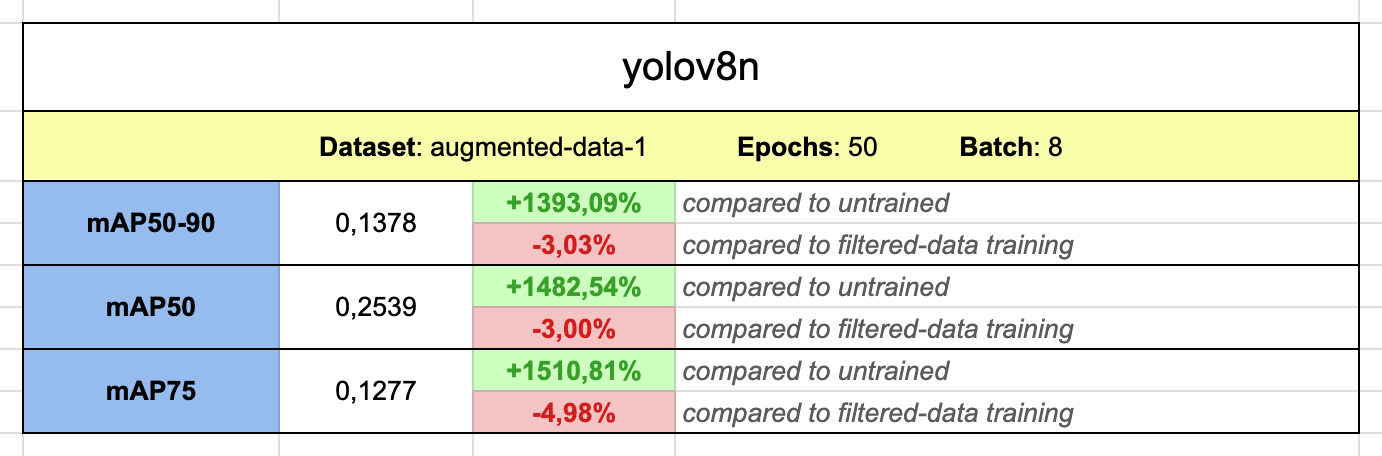 yolov8n
Dataset: augmented-data-1 Epochs: 50 Batch: 8
mAP50-90 0,1378 +1393,09% compared to untrained
-3,03% compared to filtered-data training
mAP50 0,2539 +1482,54% compared to untrained
-3,00% compared to filtered-data training
mAP75 0,1277 +1510,81% compared to untrained
-4,98% compared to filtered-data training